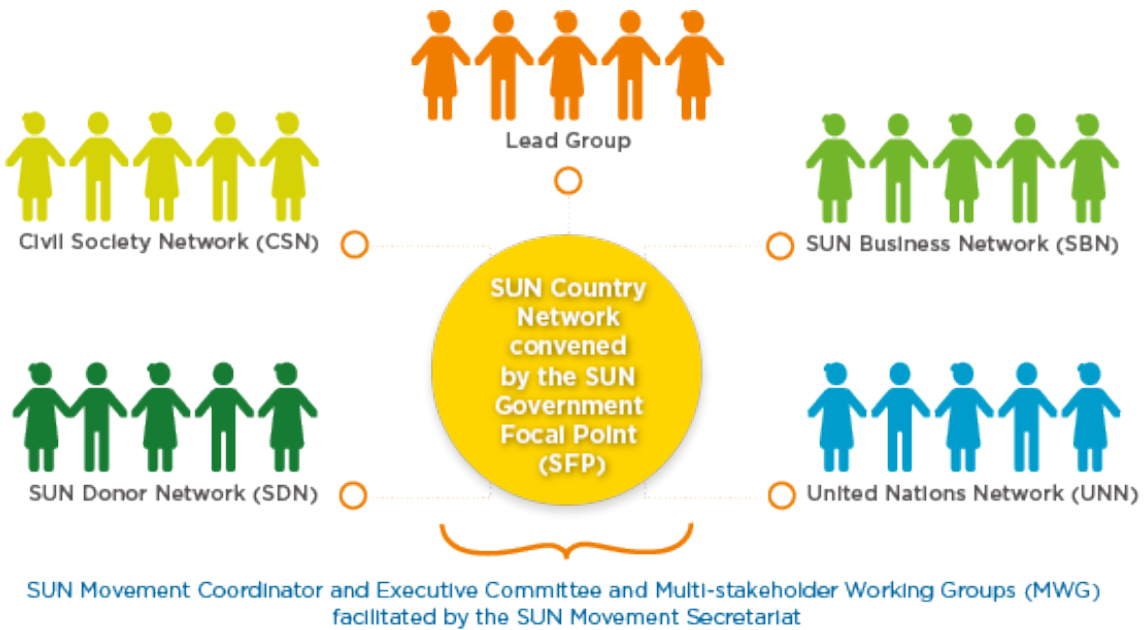 Lead Group
Civil Society Network (CSN)
SUN Business Network (SBN)
SUN Country
Network
convened
by the SUN
Government
Focal Point
(SFP)
SUN Donor Network (SDN)
United Nations Network (UNN)
SUN Movement Coordinator and Executive Committee and Multi-stakeholder Working Groups (MWG)
facilitated by the SUN Movement Secretariat